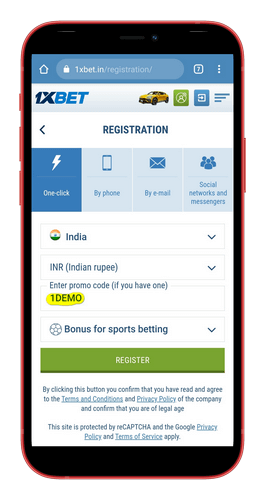 1xbet.in/registration/
7
1XBET
REGISTRATION
One-click
By phone
By e-mail
Social
networks and
messengers
India
INR (Indian rupee)
Enter promo code (if you have one)
1DEMO
Bonus for sports betting
REGISTER
By clicking this button you confirm that you have read and agree
to the Terms and Conditions and Privacy Policy of the company
and confirm that you are of legal age
This site is protected by reCAPTCHA and the Google Privacy
Policy and Terms of Service apply.